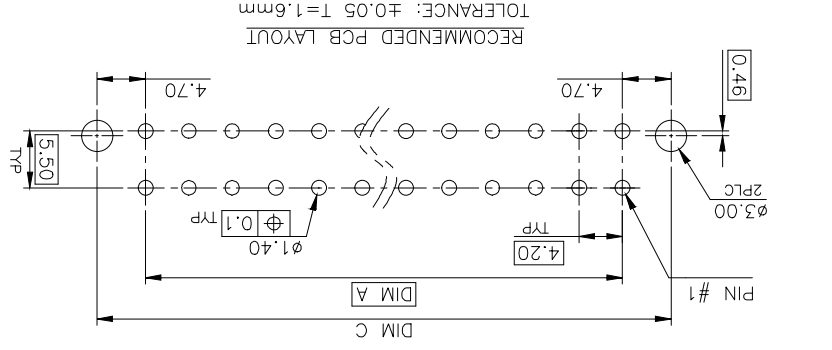 DIM C
DIM A
PIN #1
4.20
TYP
ø1.40
⌖ 0.1 TYP
ø3.00
2PLC
5.50
TYP
0.46
4.70
4.70
RECOMMENDED PCB LAYOUT
TOLERANCE: ±0.05 T=1.6mm